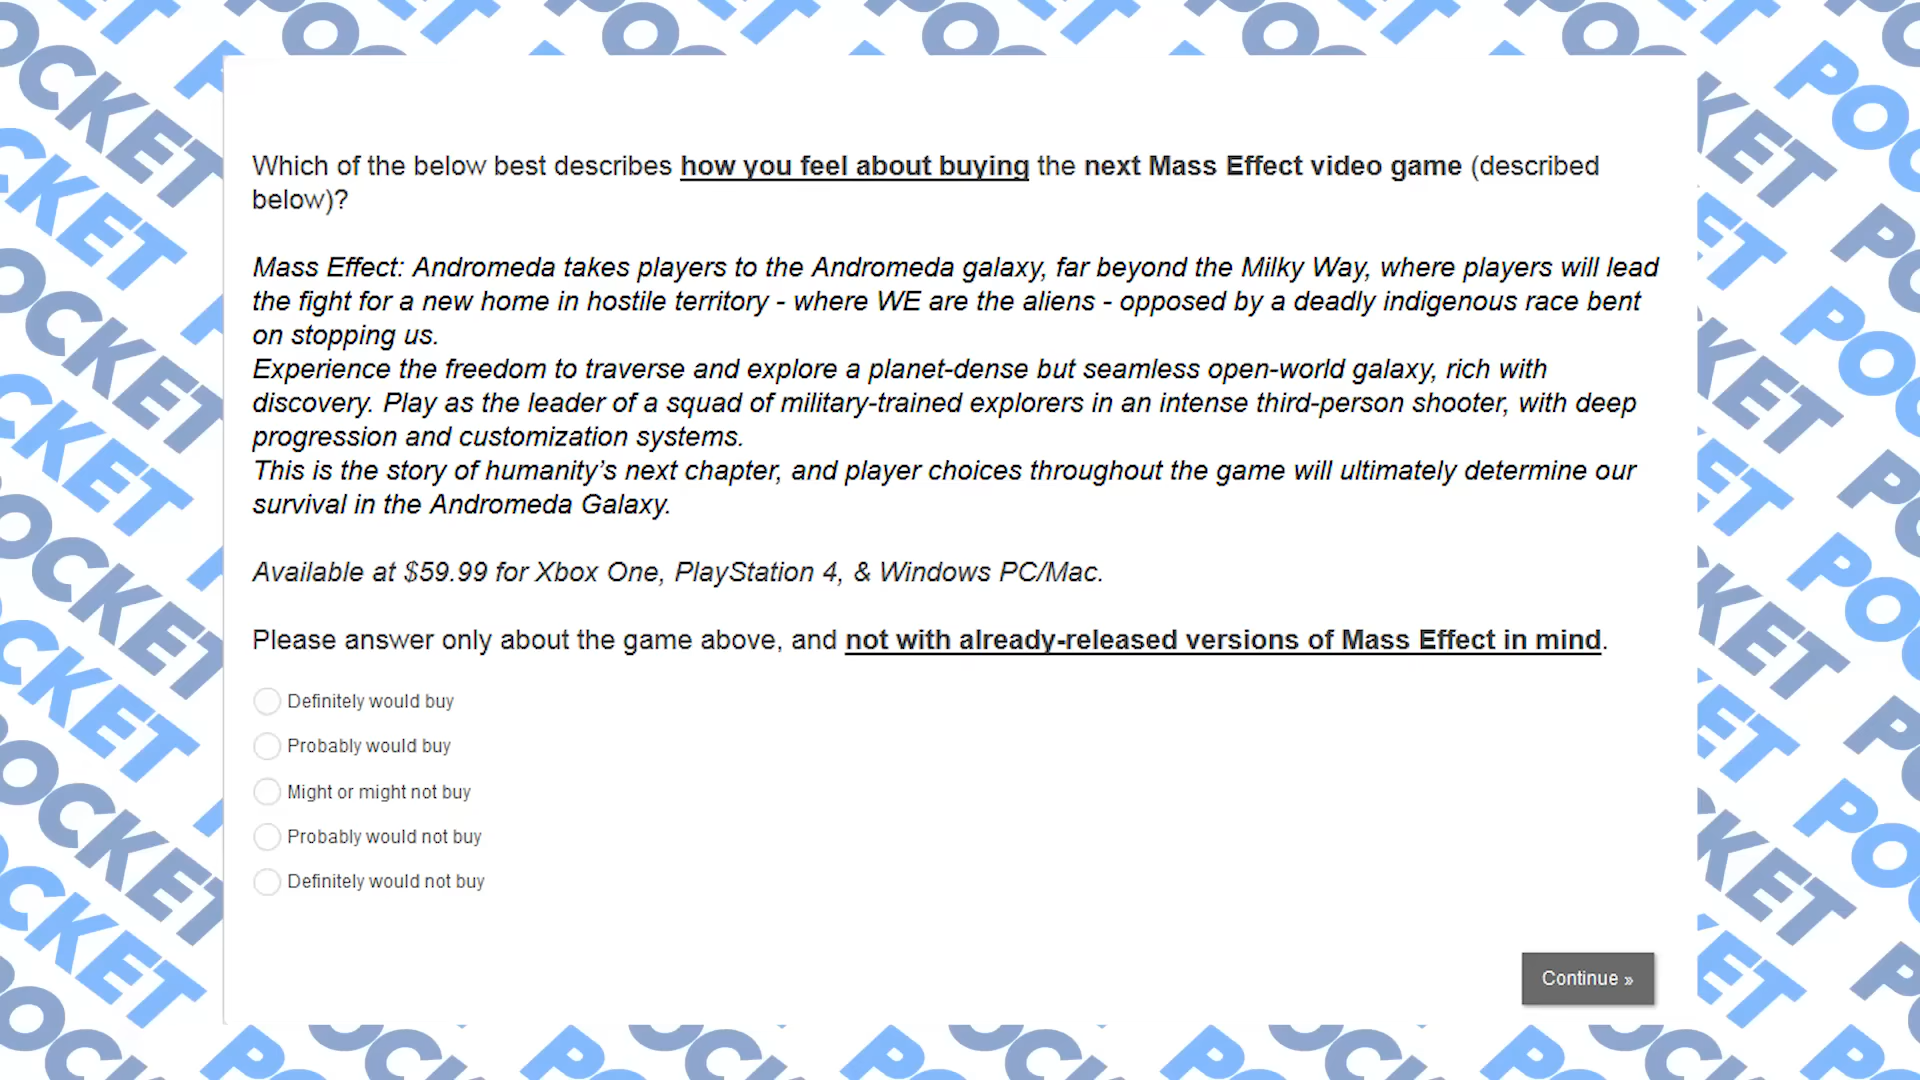 Which of the below best describes how you feel about buying the next Mass Effect video game (described
below)?
Mass Effect: Andromeda takes players to the Andromeda galaxy, far beyond the Milky Way, where players will lead
the fight for a new home in hostile territory - where WE are the aliens - opposed by a deadly indigenous race bent
on stopping us.
Experience the freedom to traverse and explore a planet-dense but seamless open-world galaxy, rich with
discovery. Play as the leader of a squad of military-trained explorers in an intense third-person shooter, with deep
progression and customization systems.
This is the story of humanity’s next chapter, and player choices throughout the game will ultimately determine our
survival in the Andromeda Galaxy.
Available at $59.99 for Xbox One, PlayStation 4, & Windows PC/Mac.
Please answer only about the game above, and not with already-released versions of Mass Effect in mind.
Definitely would buy
Probably would buy
Might or might not buy
Probably would not buy
Definitely would not buy
Continue »